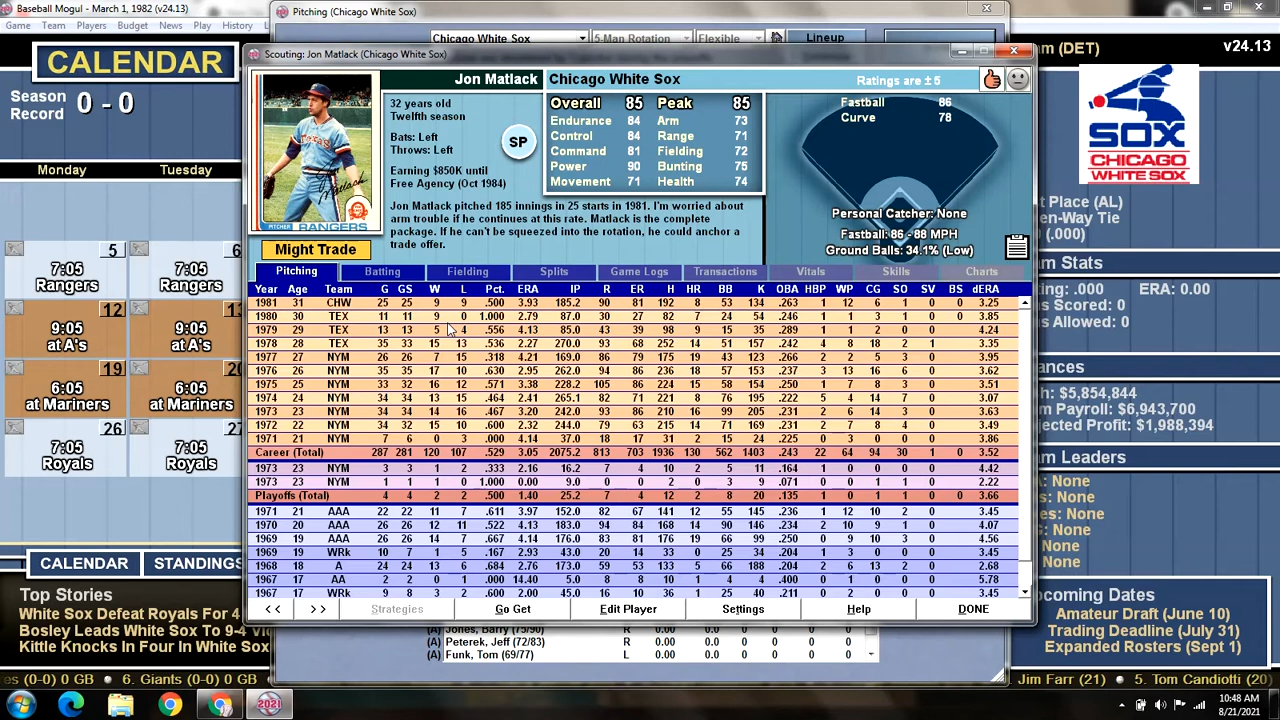 Baseball Mogul - March 1, 1982 (v24.13)
Pitching (Chicago White Sox)
Game Team Players Budget News Play History
Chicago White Sox 5-Man Rotation Flexible Lineup
CALENDAR
Scouting: Jon Matlack (Chicago White Sox)
am (DET) v24.13
Season
Record 0 - 0
Monday Tuesday
5 6
7:05 7:05
Rangers Rangers
12
9:05 9:05
at A's at A's
19 20
6:05 6:05
at Mariners at Mariners
26 27
7:05 7:05
Royals Royals
CALENDAR STANDINGS
Top Stories
White Sox Defeat Royals For 4
Bosley Leads White Sox To 9-4 Vi
Kittle Knocks In Four In White Sox
Jon Matlack Chicago White Sox Ratings are ± 5
32 years old
Twelfth season
Bats: Left
Throws: Left
Earning $850K until
Free Agency (Oct 1984)
SP
Overall 85 Peak 85
Endurance 84 Arm 73
Control 84 Range 71
Command 81 Fielding 72
Power 90 Bunting 75
Movement 71 Health 74
Fastball 86
Curve 78
Personal Catcher: None
Fastball: 86 - 88 MPH
Ground Balls: 34.1% (Low)
Jon Matlack pitched 185 innings in 25 starts in 1981. I'm worried about
arm trouble if he continues at this rate. Matlack is the complete
package. If he can't be squeezed into the rotation, he could anchor a
trade offer.
PITCHER RANGERS
Might Trade
Pitching Batting Fielding Splits Game Logs Transactions Vitals Skills Charts
Year Age Team G GS W L Pct. ERA IP R ER H HR BB K OBA HBP WP CG SO SV BS dERA
1981 31 CHW 25 25 9 9 .500 3.93 185.2 90 81 192 8 53 134 .263 1 12 6 1 0 0 3.25
1980 30 TEX 11 11 9 0 1.000 2.79 87.0 30 27 82 7 24 54 .246 1 1 3 1 0 0 3.85
1979 29 TEX 13 13 5 4 .556 4.13 85.0 43 39 98 9 15 35 .289 1 1 2 0 0 4.24
1978 28 TEX 35 33 15 13 .536 2.27 270.0 93 68 252 14 51 157 .242 4 8 18 2 1 3.35
1977 27 NYM 26 26 7 15 .318 4.21 169.0 86 79 175 19 43 123 .266 2 2 5 3 0 3.95
1976 26 NYM 35 35 17 10 .630 2.95 262.0 94 86 236 18 57 153 .237 3 13 16 6 0 3.62
1975 25 NYM 33 32 16 12 .571 3.38 228.2 105 86 224 15 58 154 .250 1 7 8 3 0 3.51
1974 24 NYM 34 34 13 15 .464 2.41 265.1 82 71 221 8 76 195 .222 5 4 14 7 0 3.07
1973 23 NYM 34 34 14 16 .467 3.20 242.0 93 86 210 16 99 205 .231 2 6 14 3 0 3.63
1972 22 NYM 34 32 15 10 .600 2.32 244.0 79 63 215 14 71 169 .231 2 7 8 4 0 3.49
1971 21 NYM 7 6 0 3 .000 4.14 37.0 18 17 31 2 15 24 .225 0 3 0 0 0 3.86
Career (Total) 287 281 120 107 .529 3.05 2075.2 813 703 1936 130 562 1403 .243 22 64 94 30 1 0 3.52
1973 23 NYM 3 3 1 2 .333 2.16 16.2 7 4 10 2 5 11 .164 1 0 1 0 0 4.42
1973 23 NYM 1 1 1 0 1.000 0.00 9.0 0 0 2 0 3 9 .071 0 0 1 0 2.22
Playoffs (Total) 4 4 2 2 .500 1.40 25.2 7 4 12 2 8 20 .135 1 0 1 1 0 0 3.66
1971 21 AAA 22 22 11 7 .611 3.97 152.0 82 67 141 12 55 145 .236 1 12 10 2 0 0 3.45
1970 20 AAA 26 26 12 11 .522 4.13 183.0 94 84 168 14 90 146 .234 2 10 9 1 0 0 4.07
1969 19 AAA 26 26 14 7 .667 4.14 176.0 83 81 176 19 66 99 .250 0 9 10 3 0 0 4.56
1969 19 WRk 10 7 1 5 .167 2.93 43.0 20 14 33 0 25 34 .204 1 3 0 0 0 0 3.45
1968 18 A 24 24 13 6 .684 2.76 173.0 59 53 133 5 66 188 .204 2 6 13 2 0 0 2.68
1967 17 AA 2 2 0 1 .000 14.40 5.0 8 8 10 1 4 4 .400 0 1 0 0 0 0 5.78
1967 17 WRk 9 8 3 2 .600 2.00 45.0 16 10 36 0 25 40 .211 0 2 0 0 0 3.45
<< >> Strategies Go Get Edit Player Settings Help DONE
Jones, Barry (75/90) R 0.00 0.0 0.0 0 0 0
(A) Peterek, Jeff (72/83) R 0.00 0.0 0.0 0 0 0
(A) Funk, Tom (69/77) L 0.00 0.0 0.0 0 0 0
SOX
CHICAGO
WHITE SOX
t Place (AL)
en-Way Tie
(.000)
am Stats
: .000 ERA: 0.00
s Scored: 0
s Allowed: 0
ances
h: $5,854,844
m Payroll: $6,943,700
jected Profit: $1,988,394
am Leaders
A: None
s: None
: None
G: None
e: None
e: None
pcoming Dates
Amateur Draft (June 10)
Trading Deadline (July 31)
Expanded Rosters (Sept 1)
res (0-0) 0 GB 6. Giants (0-0) 0 GB
Jim Farr (21) 5. Tom Candiotti (20)
2021
10:48 AM
8/21/2021